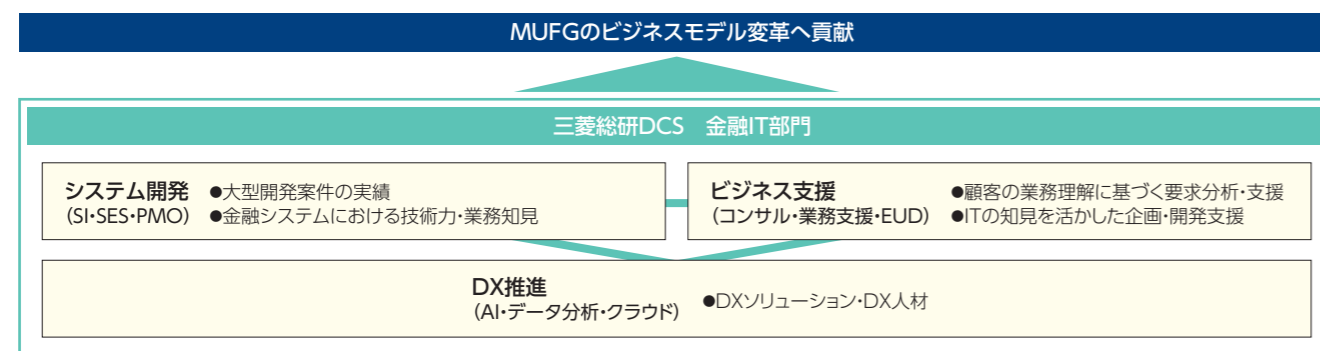 MUFGのビジネスモデル変革へ貢献
三菱総研DCS　金融IT部門
システム開発 ●大型開発案件の実績
(SI・SES・PMO) ●金融システムにおける技術力・業務知見
ビジネス支援 ●顧客の業務理解に基づく要求分析・支援
(コンサル・業務支援・EUD) ●ITの知見を活かした企画・開発支援
DX推進
(AI・データ分析・クラウド) ●DXソリューション・DX人材